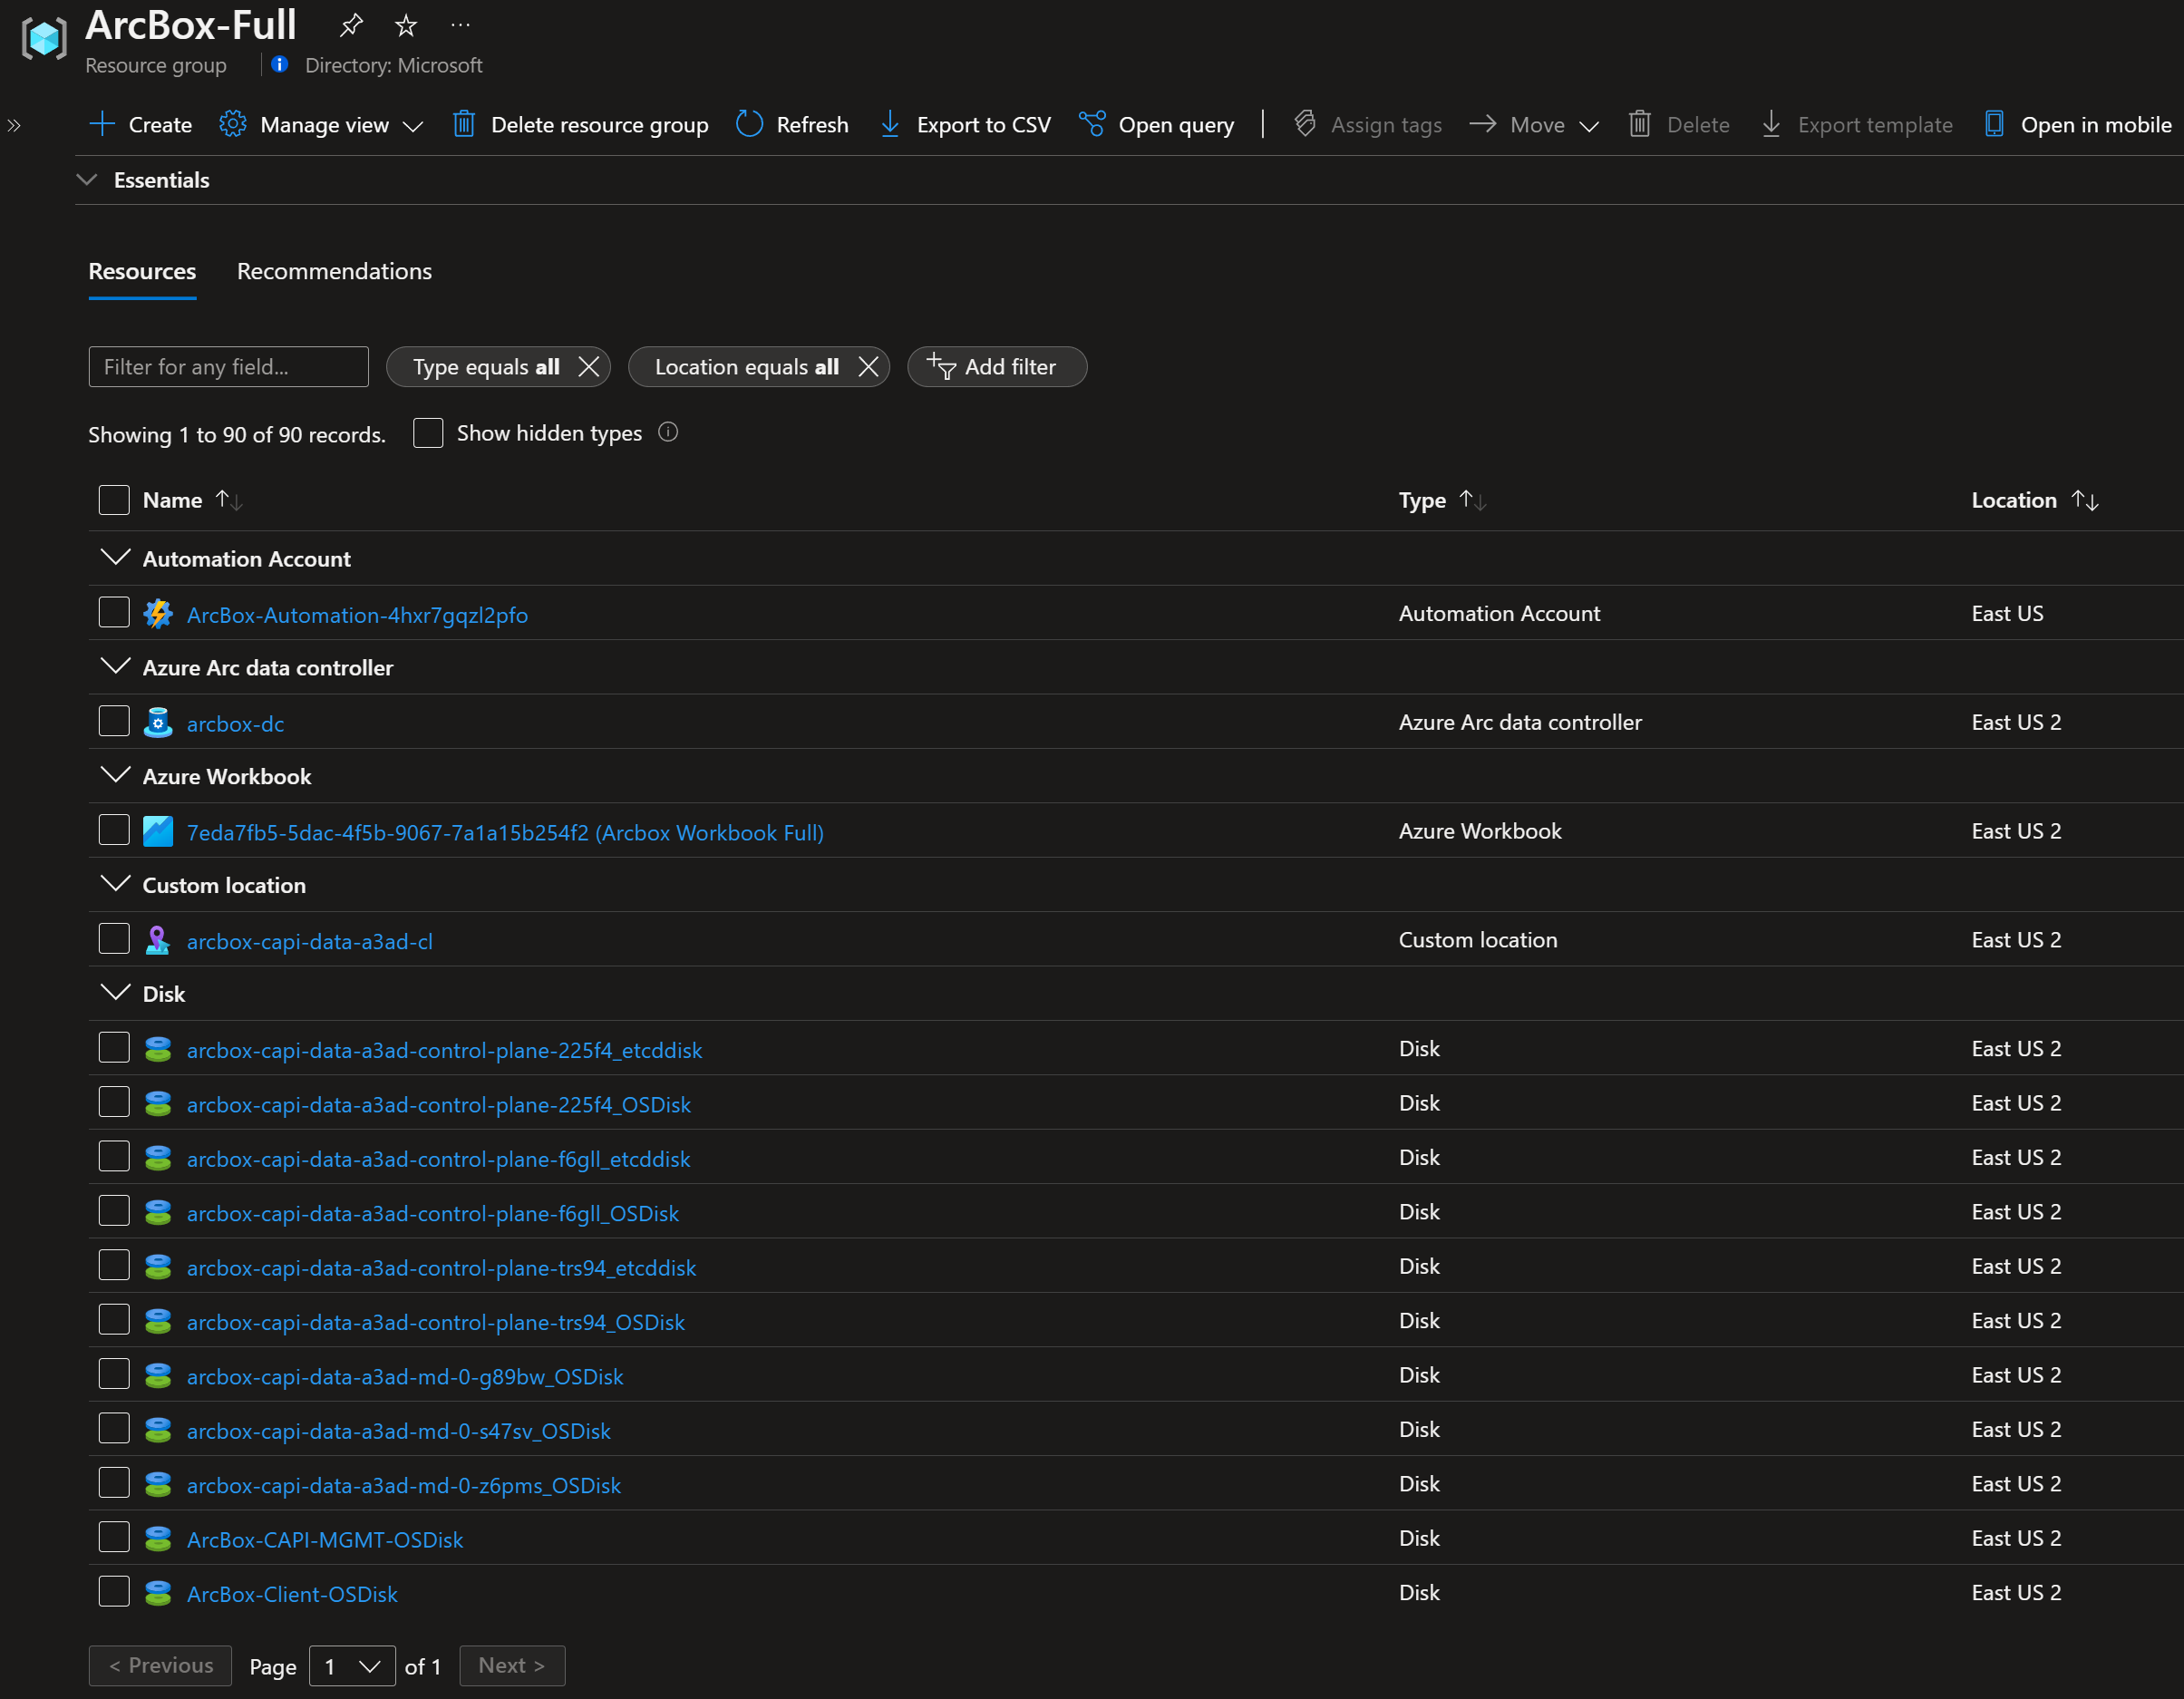 ArcBox-Full
Resource group Directory: Microsoft
Create Manage view Delete resource group Refresh Export to CSV Open query Assign tags Move Delete Export template Open in mobile
Essentials
Resources Recommendations
Filter for any field... Type equals all Location equals all Add filter
Showing 1 to 90 of 90 records. Show hidden types
Name Type Location
Automation Account
ArcBox-Automation-4hxr7gqzl2pfo Automation Account East US
Azure Arc data controller
arcbox-dc Azure Arc data controller East US 2
Azure Workbook
7eda7fb5-5dac-4f5b-9067-7a1a15b254f2 (Arcbox Workbook Full) Azure Workbook East US 2
Custom location
arcbox-capi-data-a3ad-cl Custom location East US 2
Disk
arcbox-capi-data-a3ad-control-plane-225f4_etcddisk Disk East US 2
arcbox-capi-data-a3ad-control-plane-225f4_OSDisk Disk East US 2
arcbox-capi-data-a3ad-control-plane-f6gll_etcddisk Disk East US 2
arcbox-capi-data-a3ad-control-plane-f6gll_OSDisk Disk East US 2
arcbox-capi-data-a3ad-control-plane-trs94_etcddisk Disk East US 2
arcbox-capi-data-a3ad-control-plane-trs94_OSDisk Disk East US 2
arcbox-capi-data-a3ad-md-0-g89bw_OSDisk Disk East US 2
arcbox-capi-data-a3ad-md-0-s47sv_OSDisk Disk East US 2
arcbox-capi-data-a3ad-md-0-z6pms_OSDisk Disk East US 2
ArcBox-CAPI-MGMT-OSDisk Disk East US 2
ArcBox-Client-OSDisk Disk East US 2
< Previous Page 1 of 1 Next >